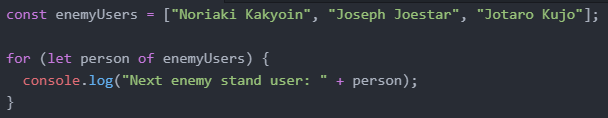 const enemyUsers = ["Noriaki Kakyoin", "Joseph Joestar", "Jotaro Kujo"];
for (let person of enemyUsers) {
  console.log("Next enemy stand user: " + person);
}